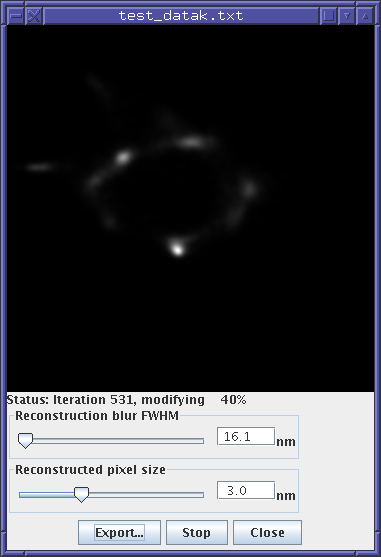 test_datak.txt
Status: Iteration 531, modifying 40%
Reconstruction blur FWHM
16.1 nm
Reconstructed pixel size
3.0 nm
Export... Stop Close